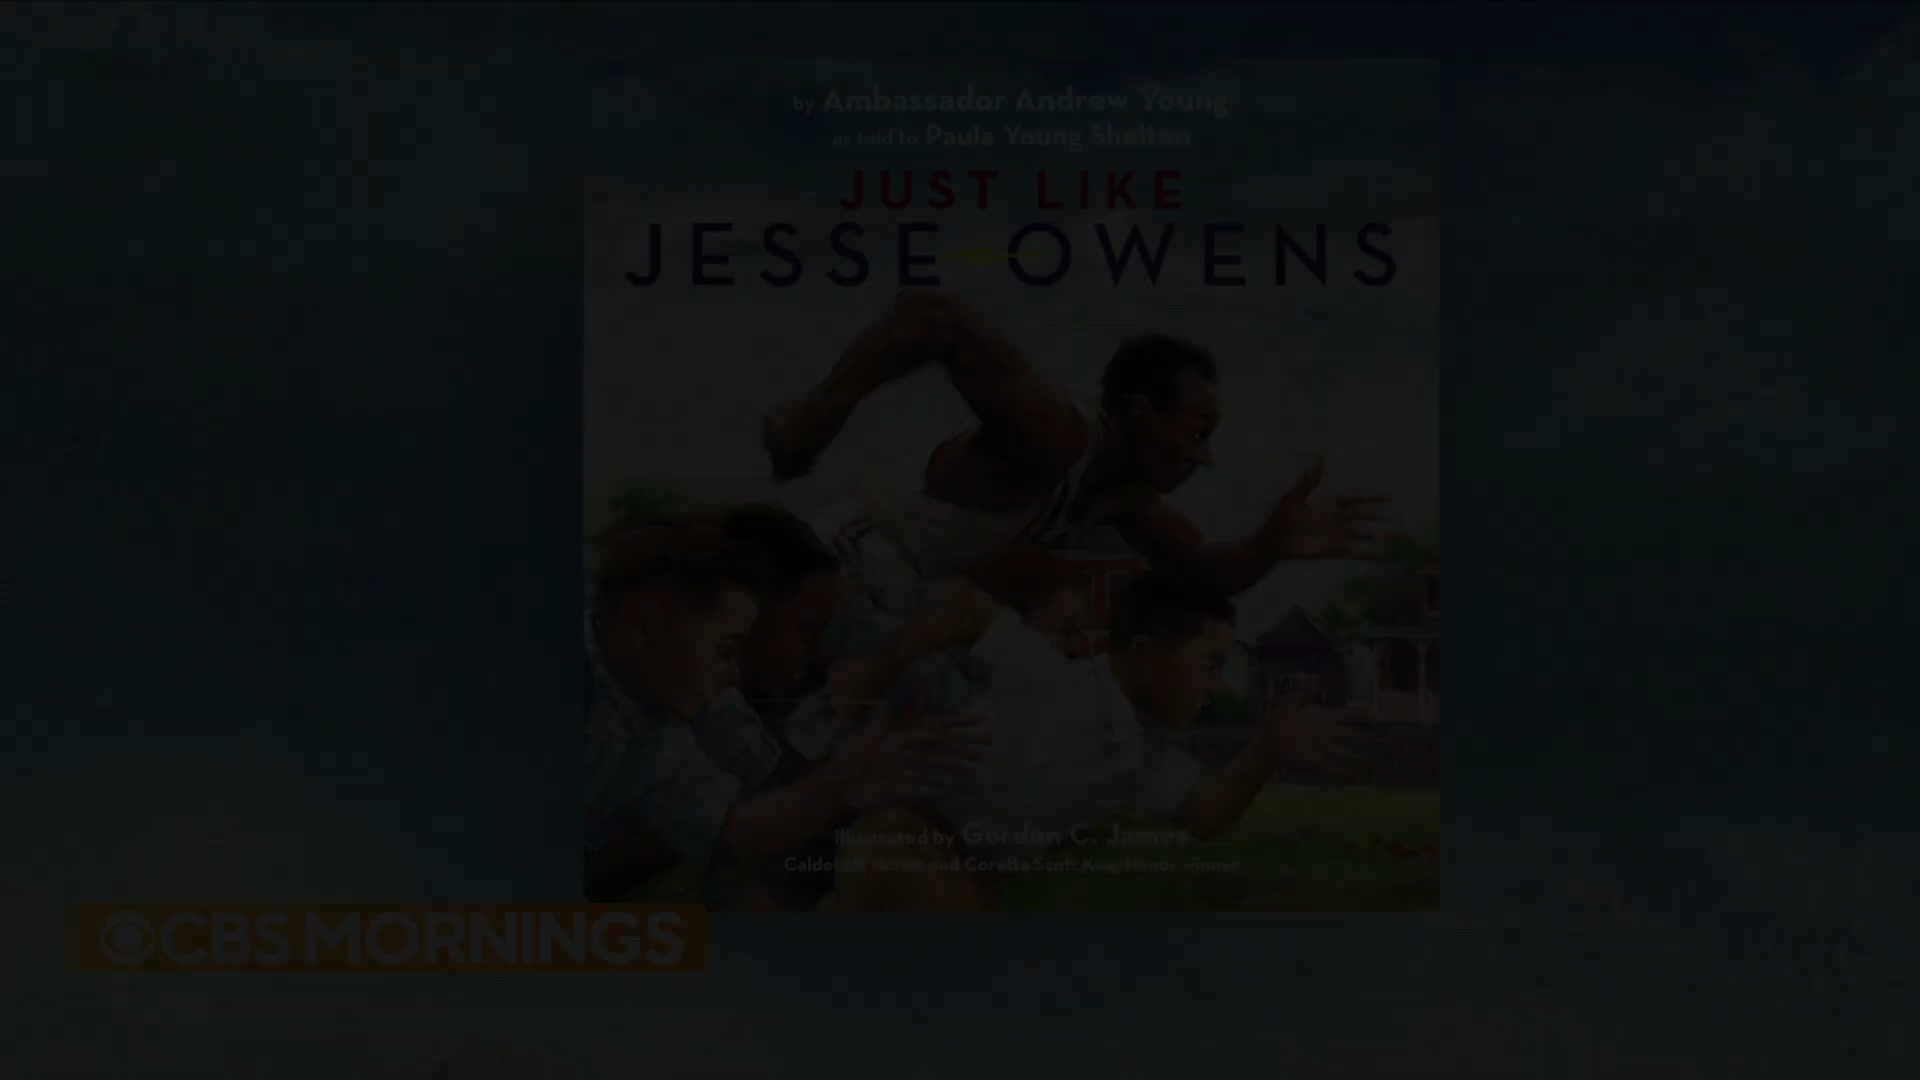 by Ambassador Andrew Young
as told to Paula Young Shelton
JUST LIKE
JESSE OWENS
Illustrated by Gordon C. James
Caldecott Honor and Coretta Scott King Honor winner
CBS MORNINGS